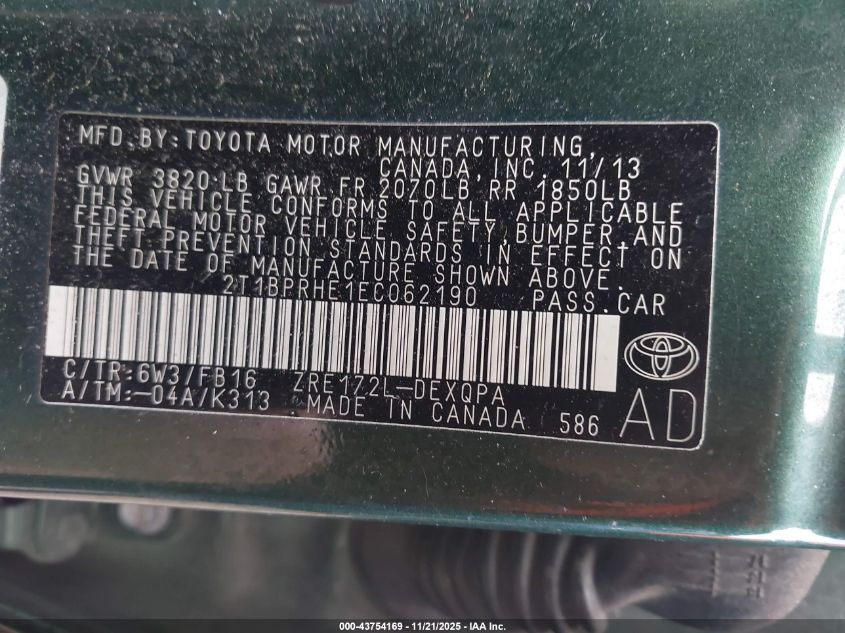 MFD.BY:TOYOTA MOTOR MANUFACTURING,
CANADA,INC. 11/13
GVWR 3820 LB GAWR FR 2070LB RR 1850LB
THIS VEHICLE CONFORMS TO ALL APPLICABLE
FEDERAL MOTOR VEHICLE SAFETY,BUMPER,AND
THEFT PREVENTION STANDARDS IN EFFECT ON
THE DATE OF MANUFACTURE SHOWN ABOVE.
2T1BPRHE1EC062190 PASS.CAR
C/TR:6W3/FB16 ZRE172L-DEXQPA
A/TM:-04A/K313 MADE IN CANADA 586 AD
000-43754169 - 11/21/2025 - IAA Inc.